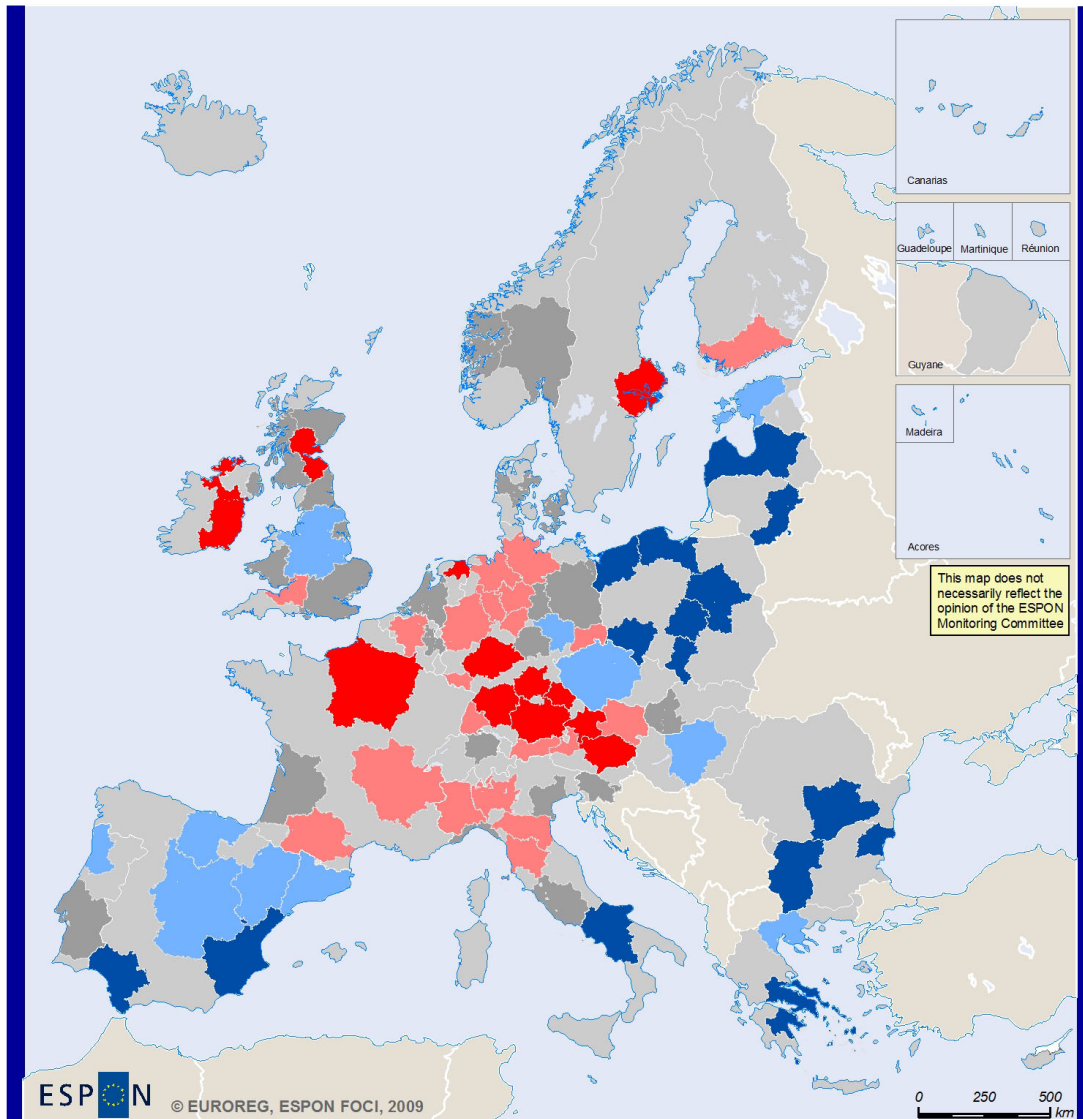 Canarias
Guadeloupe
Martinique
Réunion
Guyane
Madeira
Acores
This map does not
necessarily reflect the
opinion of the ESPON
Monitoring Committee
ESPON
© EUROREG, ESPON FOCI, 2009
0 250 500
km